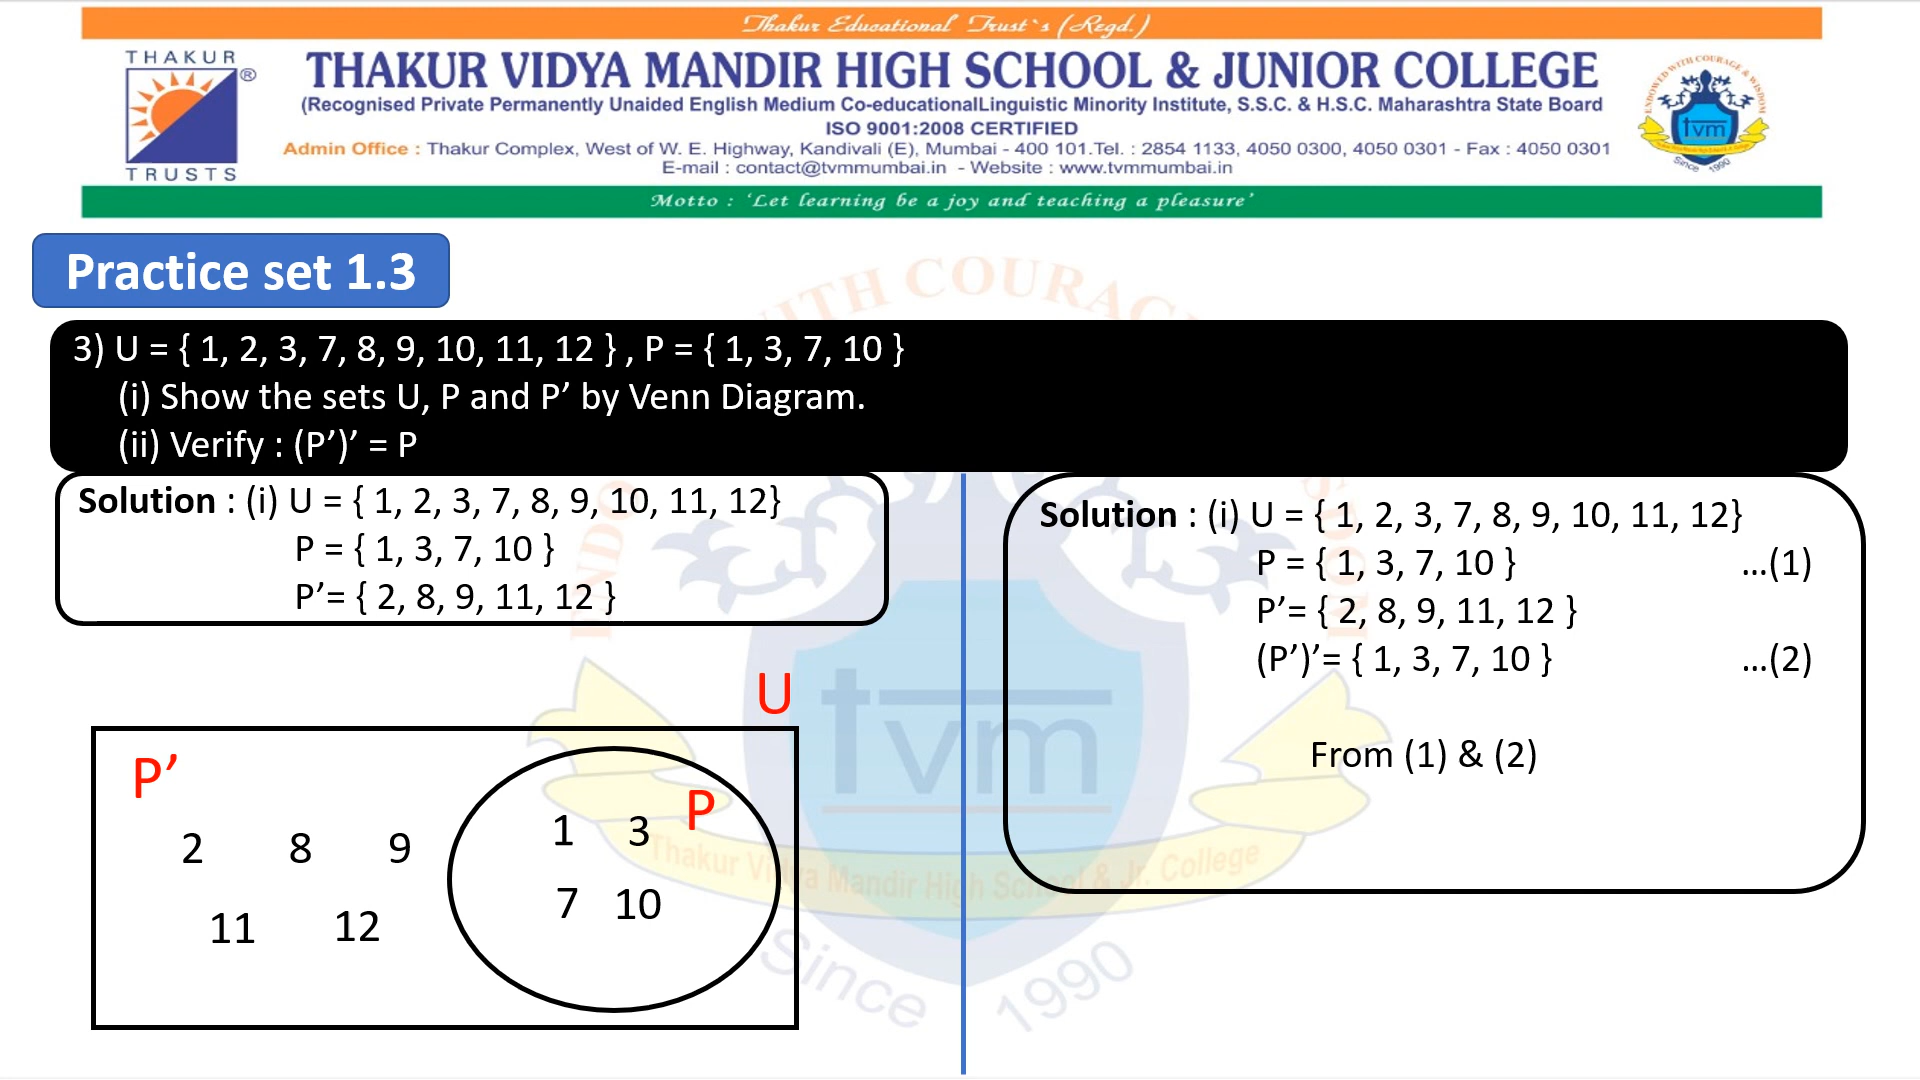 Thakur Educational Trust`s (Regd.)
THAKUR
®
TRUSTS
THAKUR VIDYA MANDIR HIGH SCHOOL & JUNIOR COLLEGE
(Recognised Private Permanently Unaided English Medium Co-educationalLinguistic Minority Institute, S.S.C. & H.S.C. Maharashtra State Board
ISO 9001:2008 CERTIFIED
Admin Office : Thakur Complex, West of W. E. Highway, Kandivali (E), Mumbai - 400 101.Tel. : 2854 1133, 4050 0300, 4050 0301 - Fax : 4050 0301
E-mail : contact@tvmmumbai.in - Website : www.tvmmumbai.in
ENDOWED WITH COURAGE & WISDOM
tvm
Since 1990
Motto : ‘Let learning be a joy and teaching a pleasure’
Practice set 1.3
3) U = { 1, 2, 3, 7, 8, 9, 10, 11, 12 } , P = { 1, 3, 7, 10 }
(i) Show the sets U, P and P’ by Venn Diagram.
(ii) Verify : (P’)’ = P
Solution : (i) U = { 1, 2, 3, 7, 8, 9, 10, 11, 12}
P = { 1, 3, 7, 10 }
P’= { 2, 8, 9, 11, 12 }
U
P’
P
1 3
2 8 9
7 10
11 12
Solution : (i) U = { 1, 2, 3, 7, 8, 9, 10, 11, 12}
P = { 1, 3, 7, 10 } ...(1)
P’= { 2, 8, 9, 11, 12 }
(P’)’= { 1, 3, 7, 10 } ...(2)
From (1) & (2)
tvm
Thakur Vidya Mandir High School & Jr. College
Since 1990